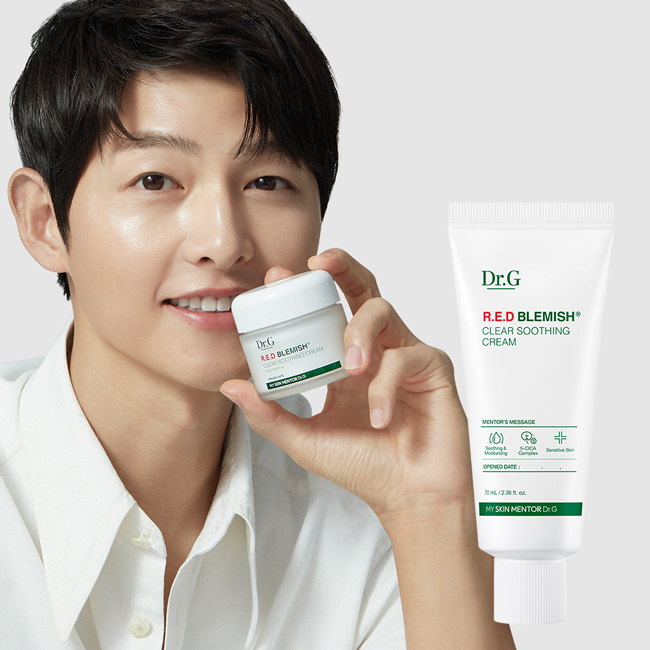 Dr.G
R.E.D BLEMISH®
CLEAR SOOTHING CREAM
MY SKIN MENTOR Dr.G
Dr.G
R.E.D BLEMISH®
CLEAR SOOTHING
CREAM
MENTOR'S MESSAGE
Soothing &
Moisturizing
5-CICA
Complex
Sensitive Skin
OPENED DATE : . .
70 mL / 2.36 fl. oz.
MY SKIN MENTOR Dr.G